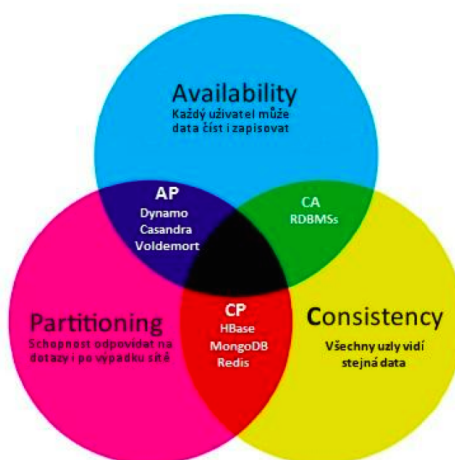 Availability
Každý uživatel může
data číst i zapisovat
AP
Dynamo
Casandra
Voldemort
CA
RDBMSs
Partitioning
Schopnost odpovídat na
dotazy i po výpadku sítě
CP
HBase
MongoDB
Redis
Consistency
Všechny uzly vidí
stejná data